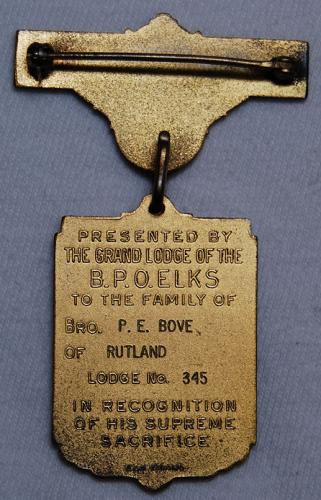 PRESENTED BY
THE GRAND LODGE OF THE
B.P.O. ELKS
TO THE FAMILY OF
BRO. P. E. BOVE
OF RUTLAND
LODGE NO. 345
IN RECOGNITION
OF HIS SUPREME
SACRIFICE